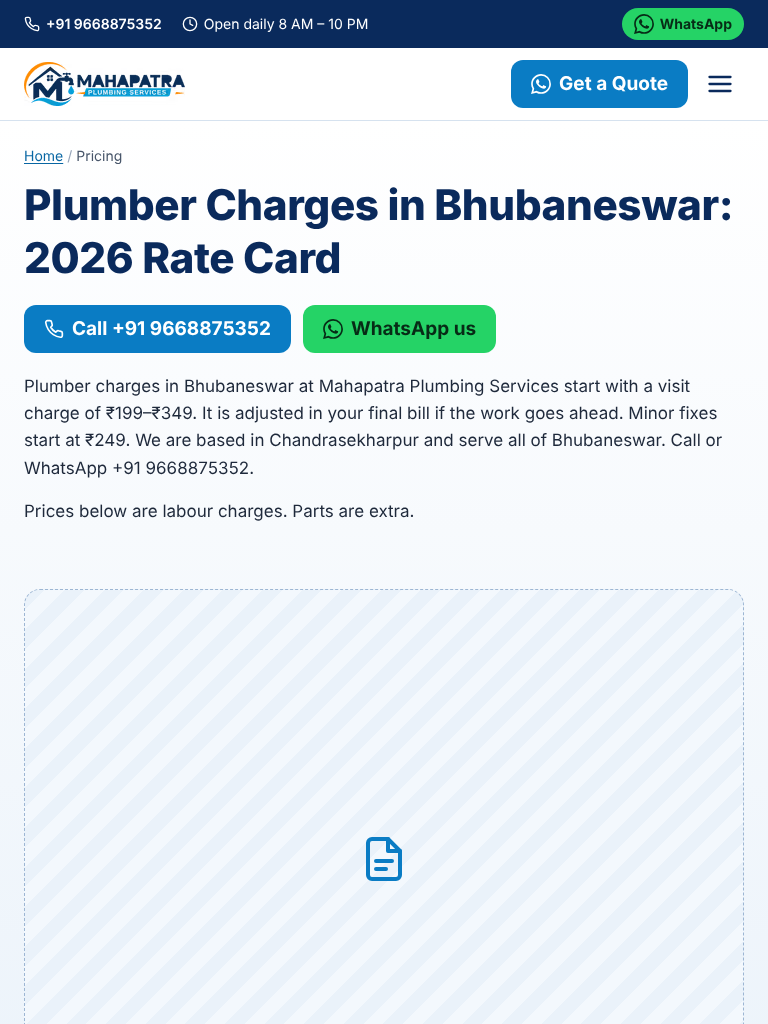 +91 9668875352
Open daily 8 AM – 10 PM
WhatsApp
MAHAPATRA
PLUMBING SERVICES
Get a Quote
Home / Pricing
Plumber Charges in Bhubaneswar:
2026 Rate Card
Call +91 9668875352
WhatsApp us
Plumber charges in Bhubaneswar at Mahapatra Plumbing Services start with a visit
charge of ₹199–₹349. It is adjusted in your final bill if the work goes ahead. Minor fixes
start at ₹249. We are based in Chandrasekharpur and serve all of Bhubaneswar. Call or
WhatsApp +91 9668875352.
Prices below are labour charges. Parts are extra.